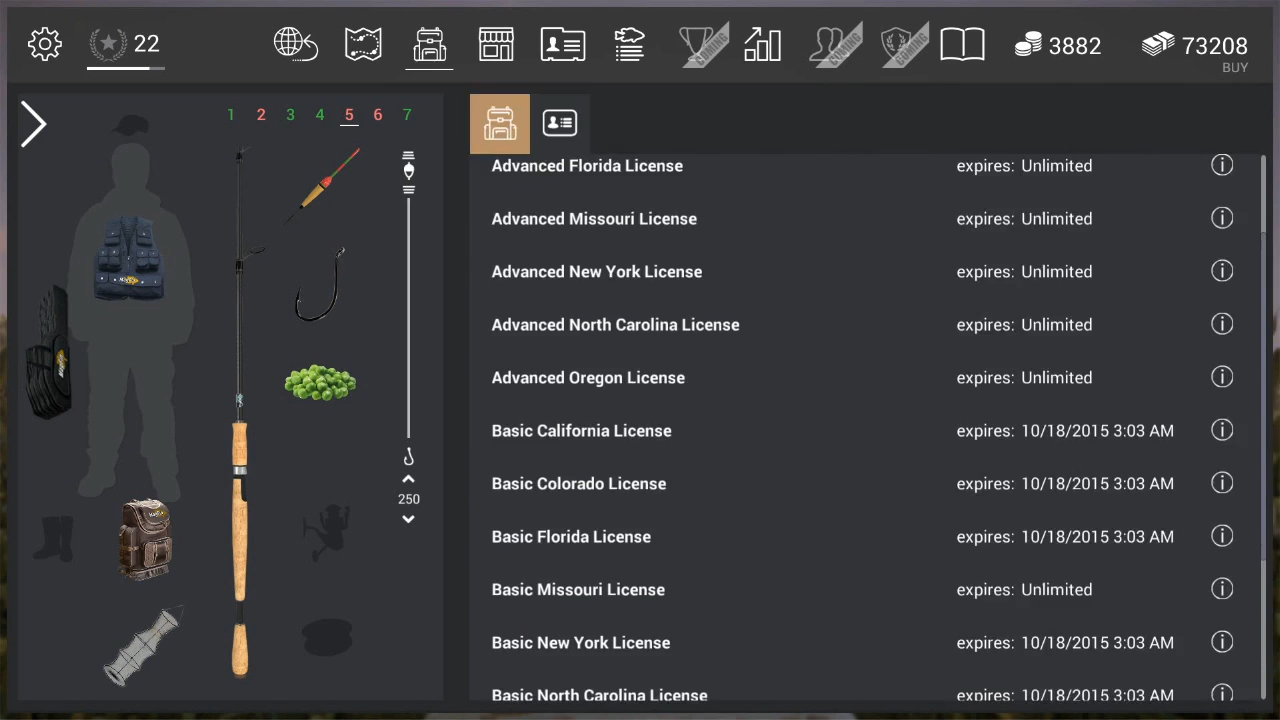 22
COMING
COMING
COMING
3882
73208
BUY
1 2 3 4 5 6 7
250
Advanced Florida License expires: Unlimited
Advanced Missouri License expires: Unlimited
Advanced New York License expires: Unlimited
Advanced North Carolina License expires: Unlimited
Advanced Oregon License expires: Unlimited
Basic California License expires: 10/18/2015 3:03 AM
Basic Colorado License expires: 10/18/2015 3:03 AM
Basic Florida License expires: 10/18/2015 3:03 AM
Basic Missouri License expires: Unlimited
Basic New York License expires: 10/18/2015 3:03 AM
Basic North Carolina License expires: 10/18/2015 3:03 AM